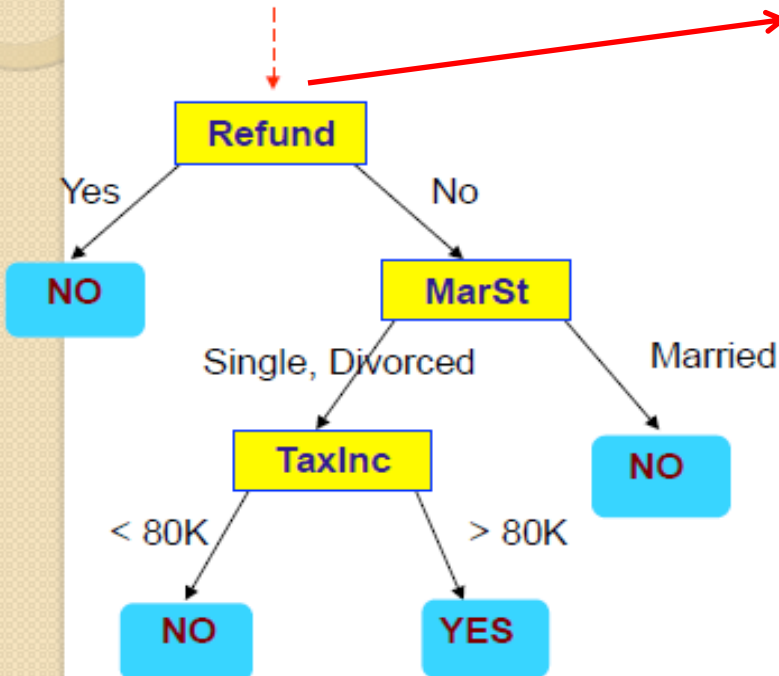 Refund
Yes
No
NO
MarSt
Single, Divorced
Married
TaxInc
NO
< 80K
> 80K
NO
YES